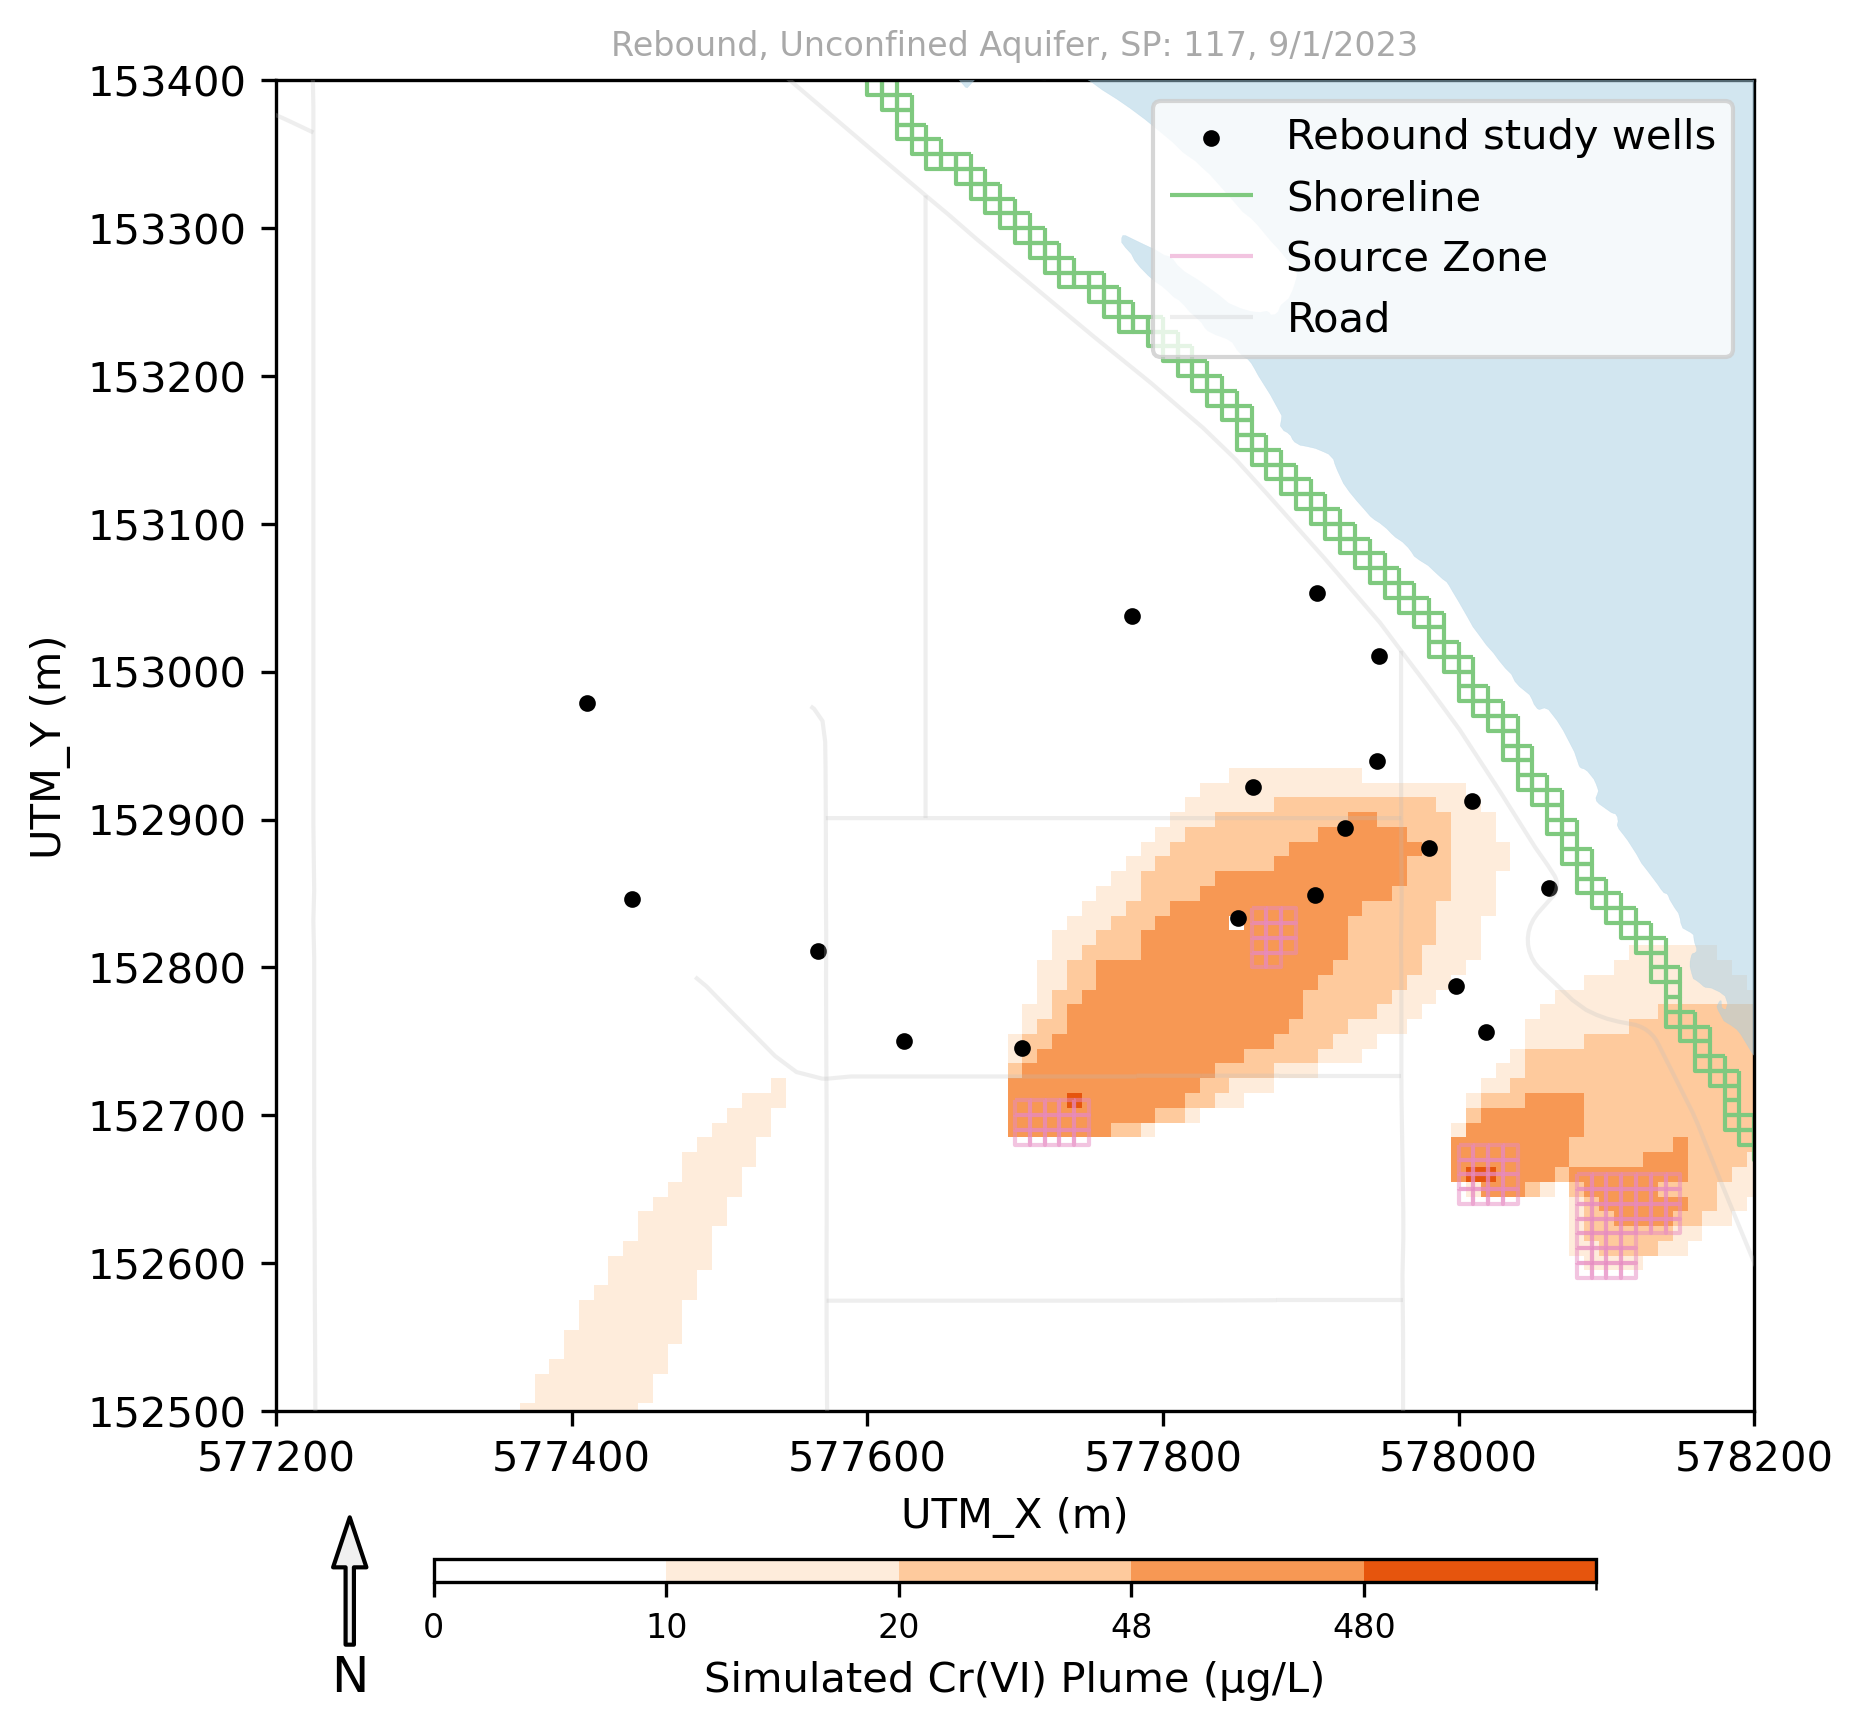 Rebound, Unconfined Aquifer, SP: 117, 9/1/2023
153400
153300
153200
153100
153000
152900
152800
152700
152600
152500
UTM_Y (m)
Rebound study wells
Shoreline
Source Zone
Road
577200 577400 577600 577800 578000 578200
UTM_X (m)
N
0 10 20 48 480
Simulated Cr(VI) Plume (μg/L)